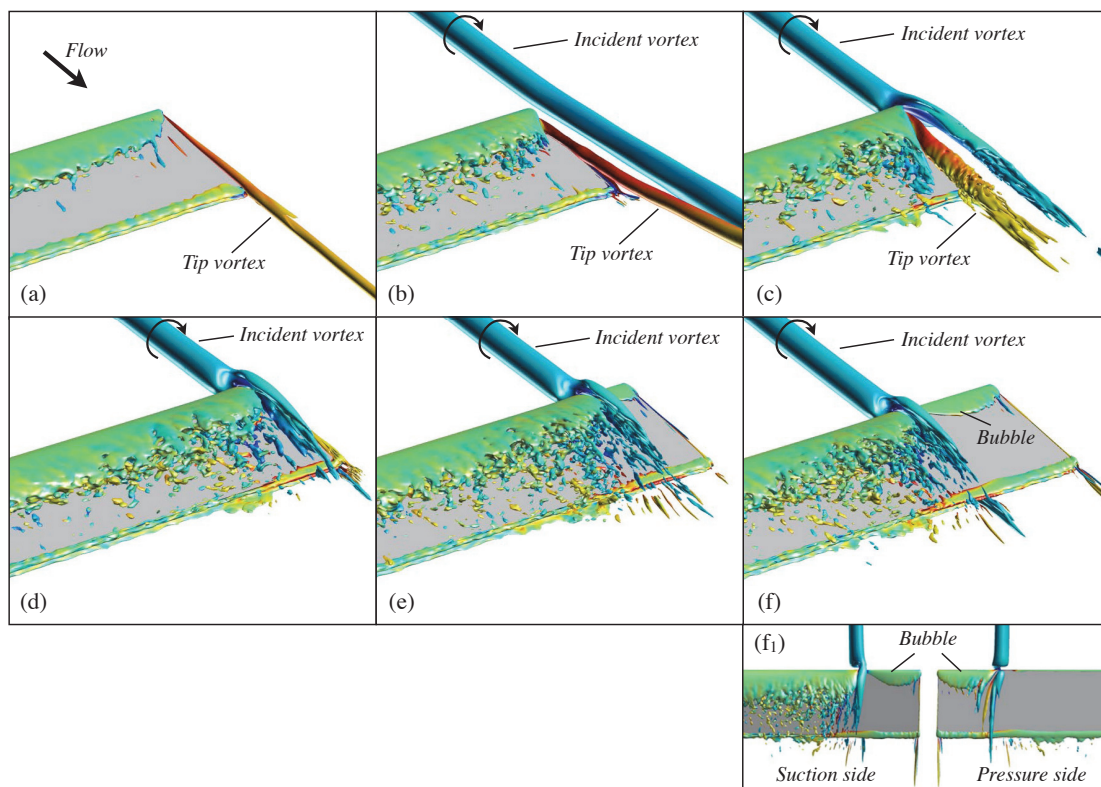 Flow
Tip vortex
(a)
Incident vortex
Tip vortex
(b)
Incident vortex
Tip vortex
(c)
Incident vortex
(d)
Incident vortex
(e)
Incident vortex
Bubble
(f)
(f₁)
Bubble
Suction side
Pressure side